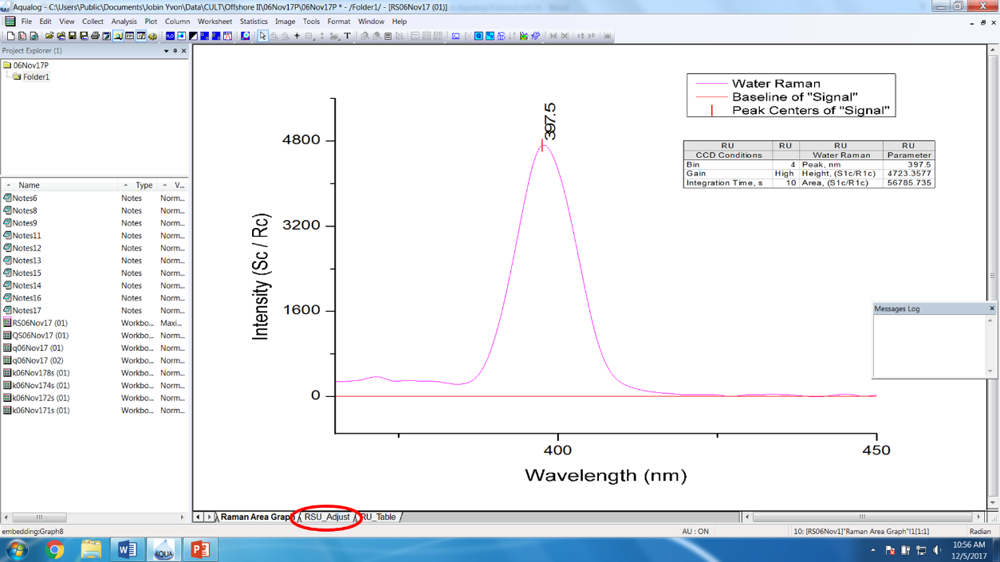 Aqualog - C:\Users\Public\Documents\Jobin Yvon\Data\CULT\Offshore II\06Nov17P\06Nov17P * - /Folder1/ - [RS06Nov17 (01)]
File Edit View Collect Analysis Plot Column Worksheet Statistics Image Tools Format Window Help
Project Explorer (1)
06Nov17P
Folder1
Name Type V...
Notes6 Notes Norm...
Notes8 Notes Norm...
Notes9 Notes Norm...
Notes11 Notes Norm...
Notes12 Notes Norm...
Notes13 Notes Norm...
Notes15 Notes Norm...
Notes14 Notes Norm...
Notes16 Notes Norm...
Notes17 Notes Norm...
RS06Nov17 (01) Workbo... Maxi...
QS06Nov17 (01) Workbo... Norm...
q06Nov17 (01) Workbo... Norm...
q06Nov17 (02) Workbo... Norm...
k06Nov178s (01) Workbo... Norm...
k06Nov174s (01) Workbo... Norm...
k06Nov172s (01) Workbo... Norm...
k06Nov171s (01) Workbo... Norm...
Water Raman
Baseline of "Signal"
Peak Centers of "Signal"
RU RU RU RU
CCD Conditions Water Raman Parameter
Bin 4 Peak, nm 397.5
Gain High Height, (S1c/R1c) 4723.3577
Integration Time, s 10 Area, (S1c/R1c) 56785.735
397.5
4800
3200
1600
0
Intensity (Sc / Rc)
400 450
Wavelength (nm)
Messages Log
Raman Area Graph RSU_Adjust RU_Table
embedding:Graph8 AU : ON 10: [RS06Nov1]"Raman Area Graph"!1[1:1] Radian
10:56 AM
12/5/2017